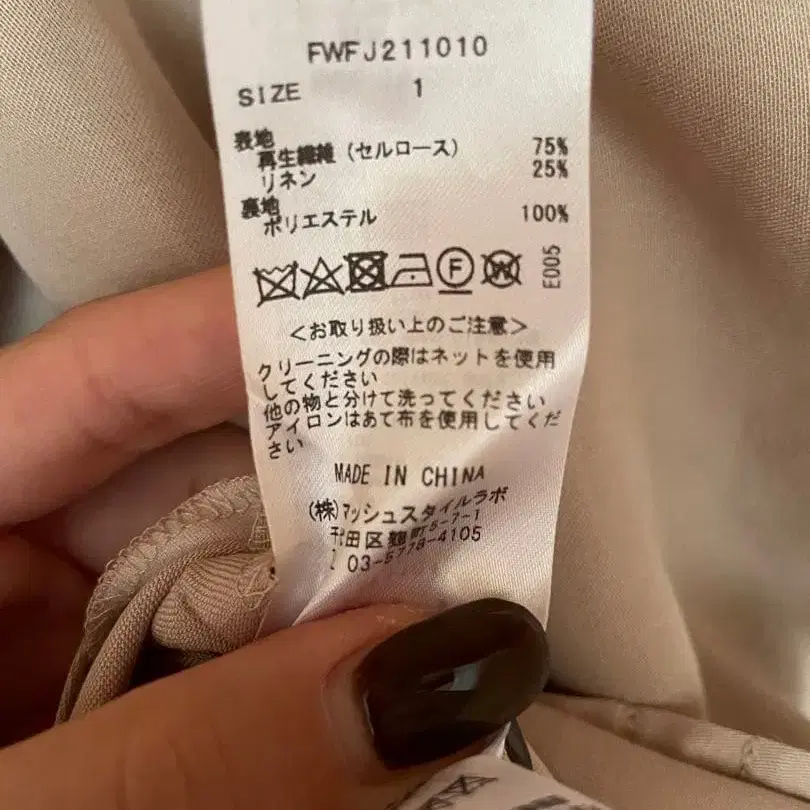 FWFJ211010
SIZE 1
表地
再生繊維 (セルロース) 75%
リネン 25%
裏地
ポリエステル 100%
F W E005
<お取り扱い上のご注意>
クリーニングの際はネットを使用
してください
他の物と分けて洗ってください
アイロンはあて布を使用してくだ
さい
MADE IN CHINA
(株)マッシュスタイルラボ
千代田区麹町5-7-1
03-5778-4105